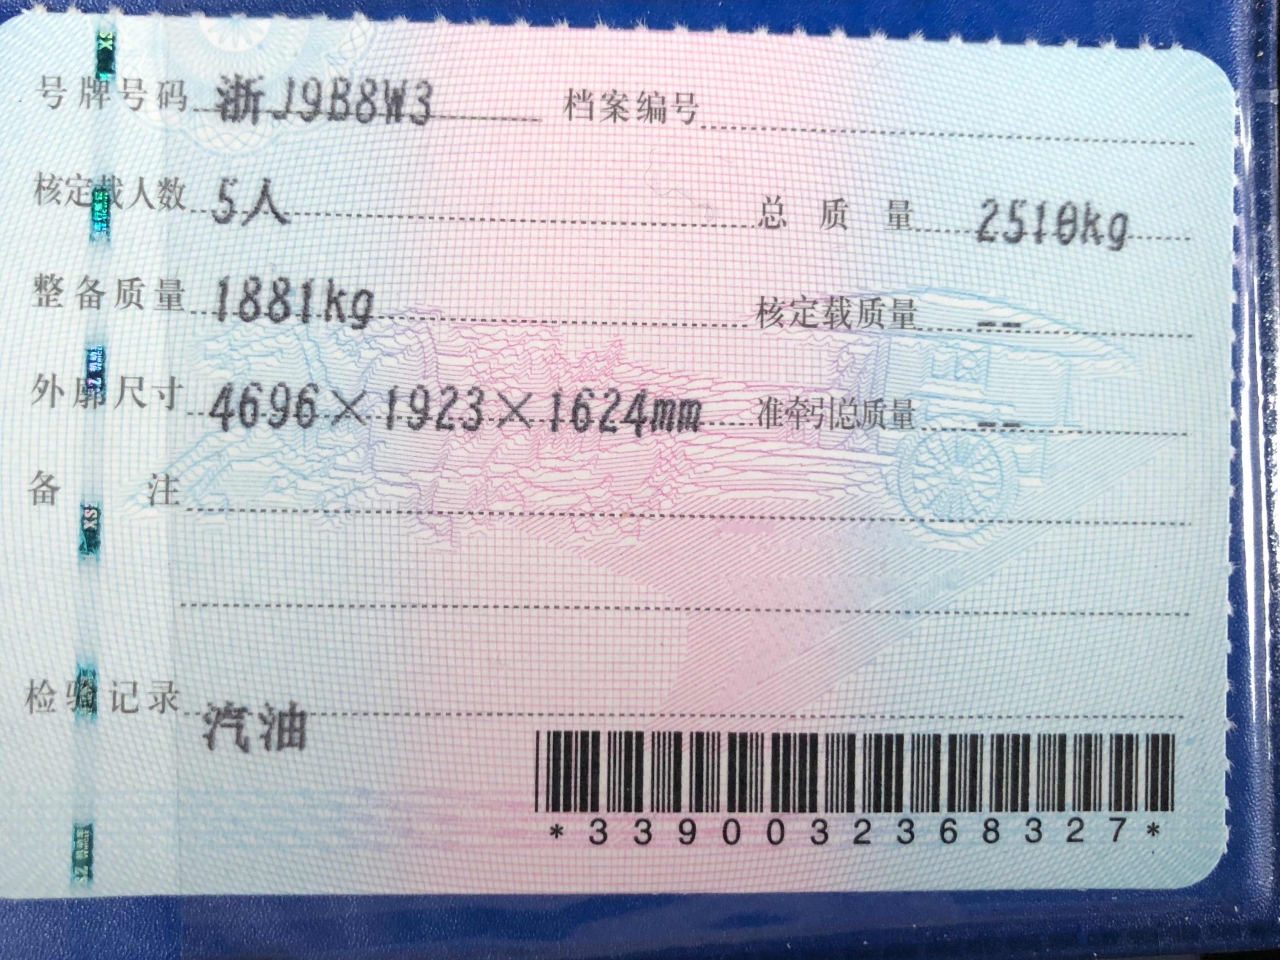 号牌号码 浙J9B8W3 档案编号
核定载人数 5人 总质量 2510kg
整备质量 1881kg 核定载质量 --
外廓尺寸 4696×1923×1624mm 准牵引总质量 --
备注
检验记录 汽油
*3390032368327*